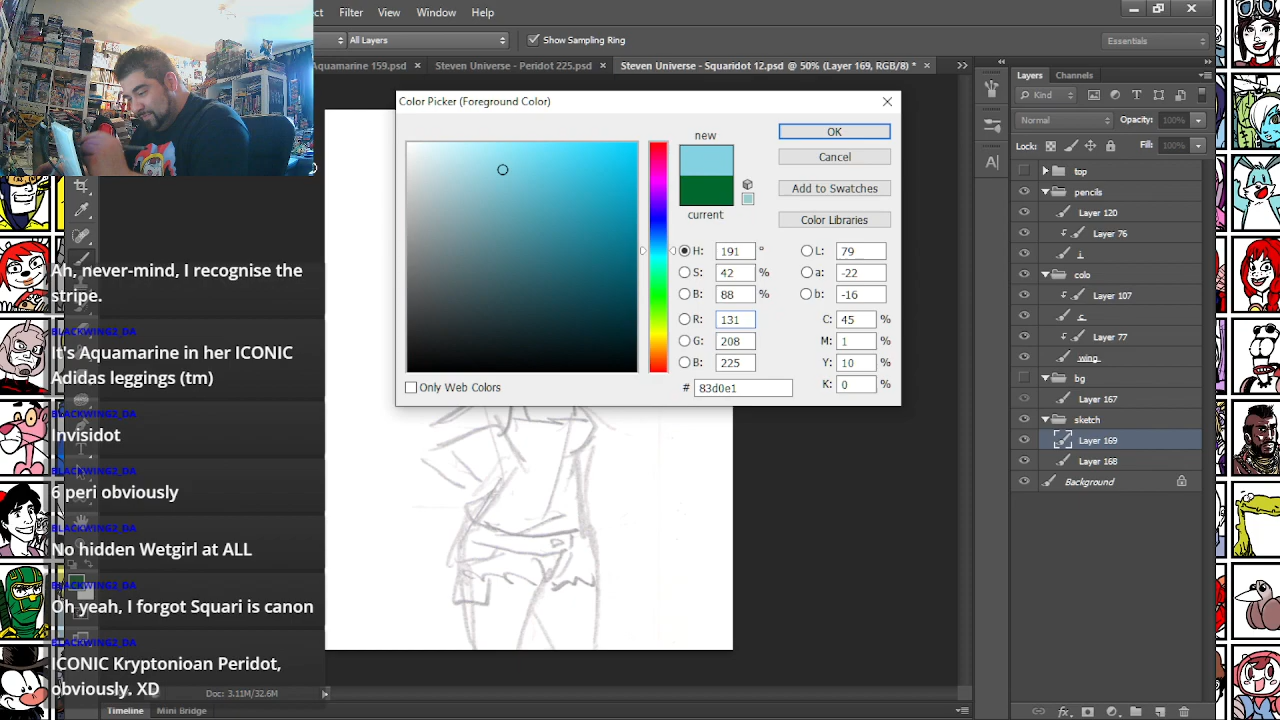 ct Filter View Window Help
All Layers Show Sampling Ring Essentials
Aquamarine 159.psd × Steven Universe - Peridot 225.psd × Steven Universe - Squaridot 12.psd @ 50% (Layer 169, RGB/8) * ×
Color Picker (Foreground Color)
new
current
OK
Cancel
Add to Swatches
Color Libraries
H: 191 °
S: 42 %
B: 88 %
R: 131
G: 208
B: 225
L: 79
a: -22
b: -16
C: 45 %
M: 1 %
Y: 10 %
K: 0 %
# 83d0e1
Only Web Colors
Layers Channels
Kind
Normal Opacity: 100%
Lock: Fill: 100%
top
pencils
Layer 120
Layer 76
i
colo
Layer 107
c
Layer 77
wing
bg
Layer 167
sketch
Layer 169
Layer 168
Background
Ah, never-mind, I recognise the
stripe.
BLACKWING2_DA
It's Aquamarine in her ICONIC
Adidas leggings (tm)
BLACKWING2_DA
Invisidot
BLACKWING2_DA
6 peri obviously
BLACKWING2_DA
No hidden Wetgirl at ALL
BLACKWING2_DA
Oh yeah, I forgot Squari is canon
BLACKWING2_DA
ICONIC Kryptonioan Peridot,
obviously. XD
Doc: 3.11M/32.6M
Timeline Mini Bridge